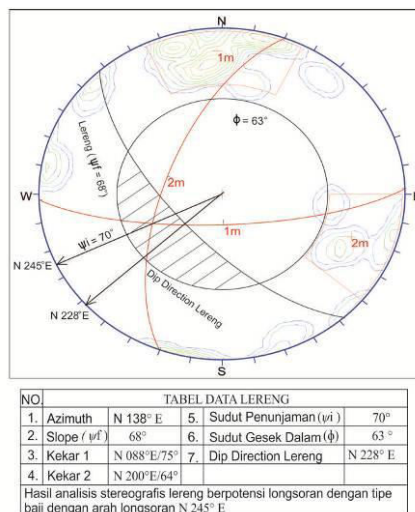 N
1m
ϕ = 63°
Lereng (ψf = 68°)
2m
W
E
ψi = 70°
1m
2m
N 245°E
Dip Direction Lereng
N 228°E
S
NO. TABEL DATA LERENG
1. Azimuth N 138° E 5. Sudut Penunjaman (ψi) 70°
2. Slope (ψf) 68° 6. Sudut Gesek Dalam (ϕ) 63 °
3. Kekar 1 N 088°E/75° 7. Dip Direction Lereng N 228° E
4. Kekar 2 N 200°E/64°
Hasil analisis stereografis lereng berpotensi longsoran dengan tipe
baji dengan arah longsoran N 245° E